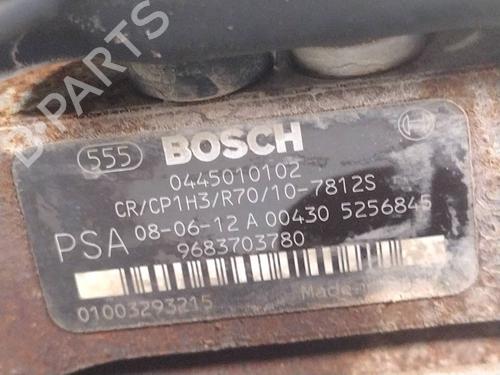 B-PARTS
555 BOSCH
0445010102
CR/CP1H3/R70/10-7812S
PSA 08-06-12 A 00430 5256845
9683703780
01003293215 Made